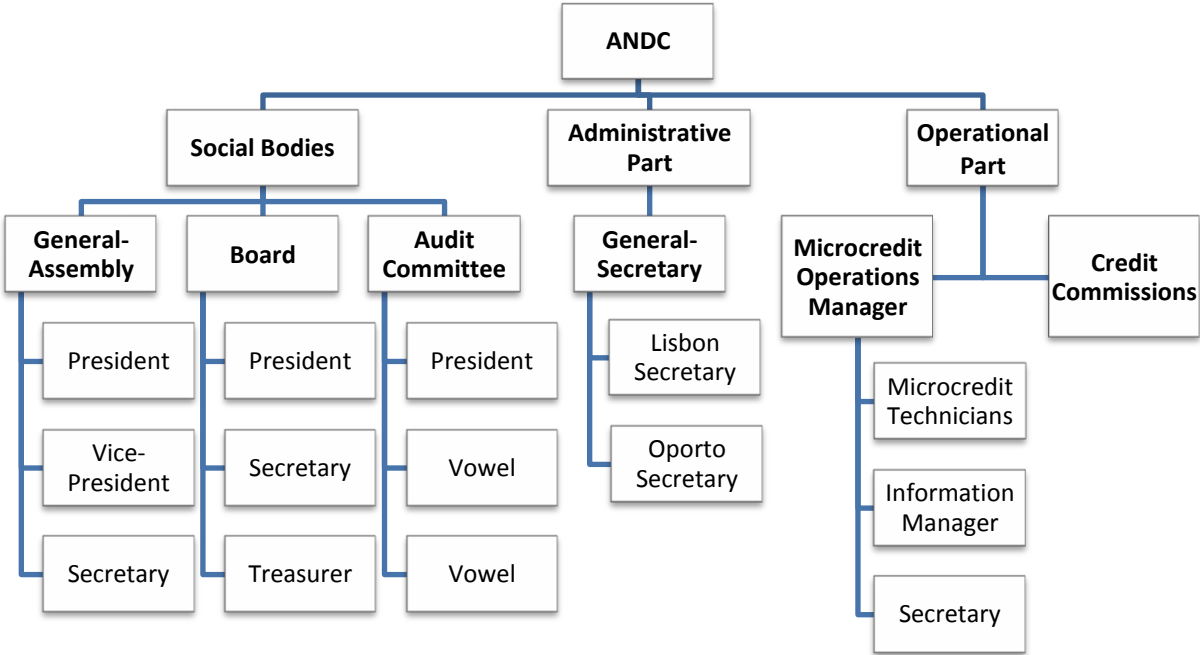 ANDC
Social Bodies
Administrative
Part
Operational
Part
General-
Assembly
Board
Audit
Committee
General-
Secretary
Microcredit
Operations
Manager
Credit
Commissions
President
Vice-
President
Secretary
President
Secretary
Treasurer
President
Vowel
Vowel
Lisbon
Secretary
Oporto
Secretary
Microcredit
Technicians
Information
Manager
Secretary